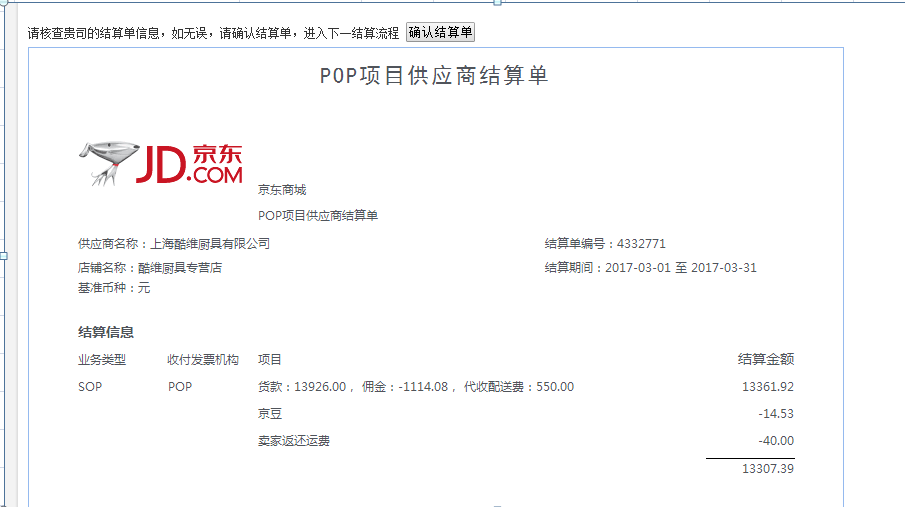 请核查贵司的结算单信息，如无误，请确认结算单，进入下一结算流程 确认结算单
POP项目供应商结算单
JD.京东.COM
京东商城
POP项目供应商结算单
供应商名称：上海酷维厨具有限公司 结算单编号：4332771
店铺名称：酷维厨具专营店 结算期间：2017-03-01 至 2017-03-31
基准币种：元
结算信息
业务类型 收付发票机构 项目 结算金额
SOP POP 货款：13926.00， 佣金：-1114.08， 代收配送费：550.00 13361.92
京豆 -14.53
卖家返还运费 -40.00
13307.39